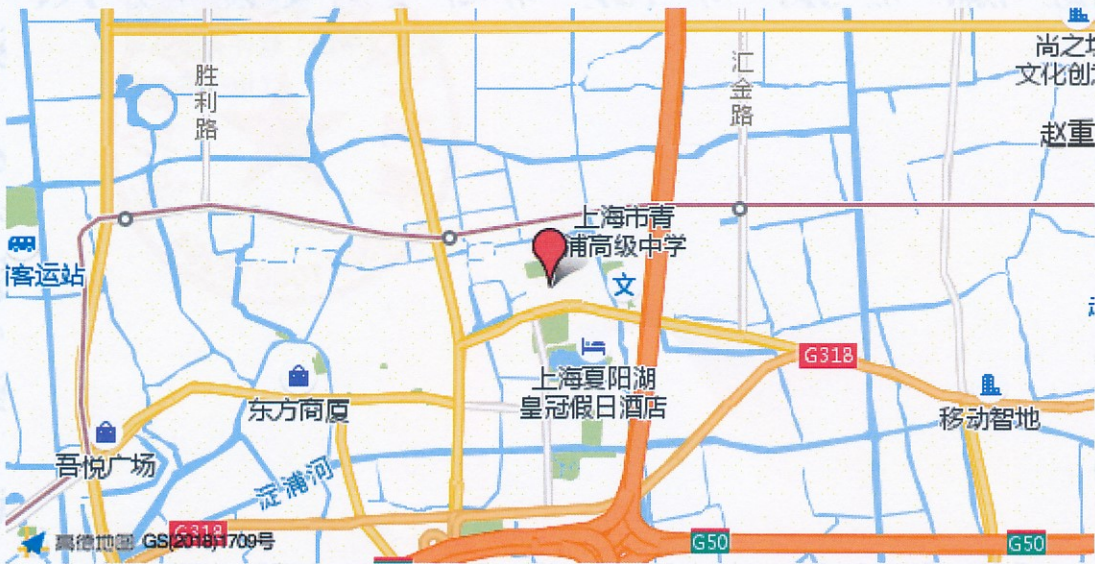 尚之坊
文化创意
胜利路
汇金路
赵重
上海市青
浦高级中学
客运站
文
G318
上海夏阳湖
皇冠假日酒店
东方商厦
移动智地
吾悦广场
淀浦河
G318
高德地图 GS(2018)1709号
G50
G50